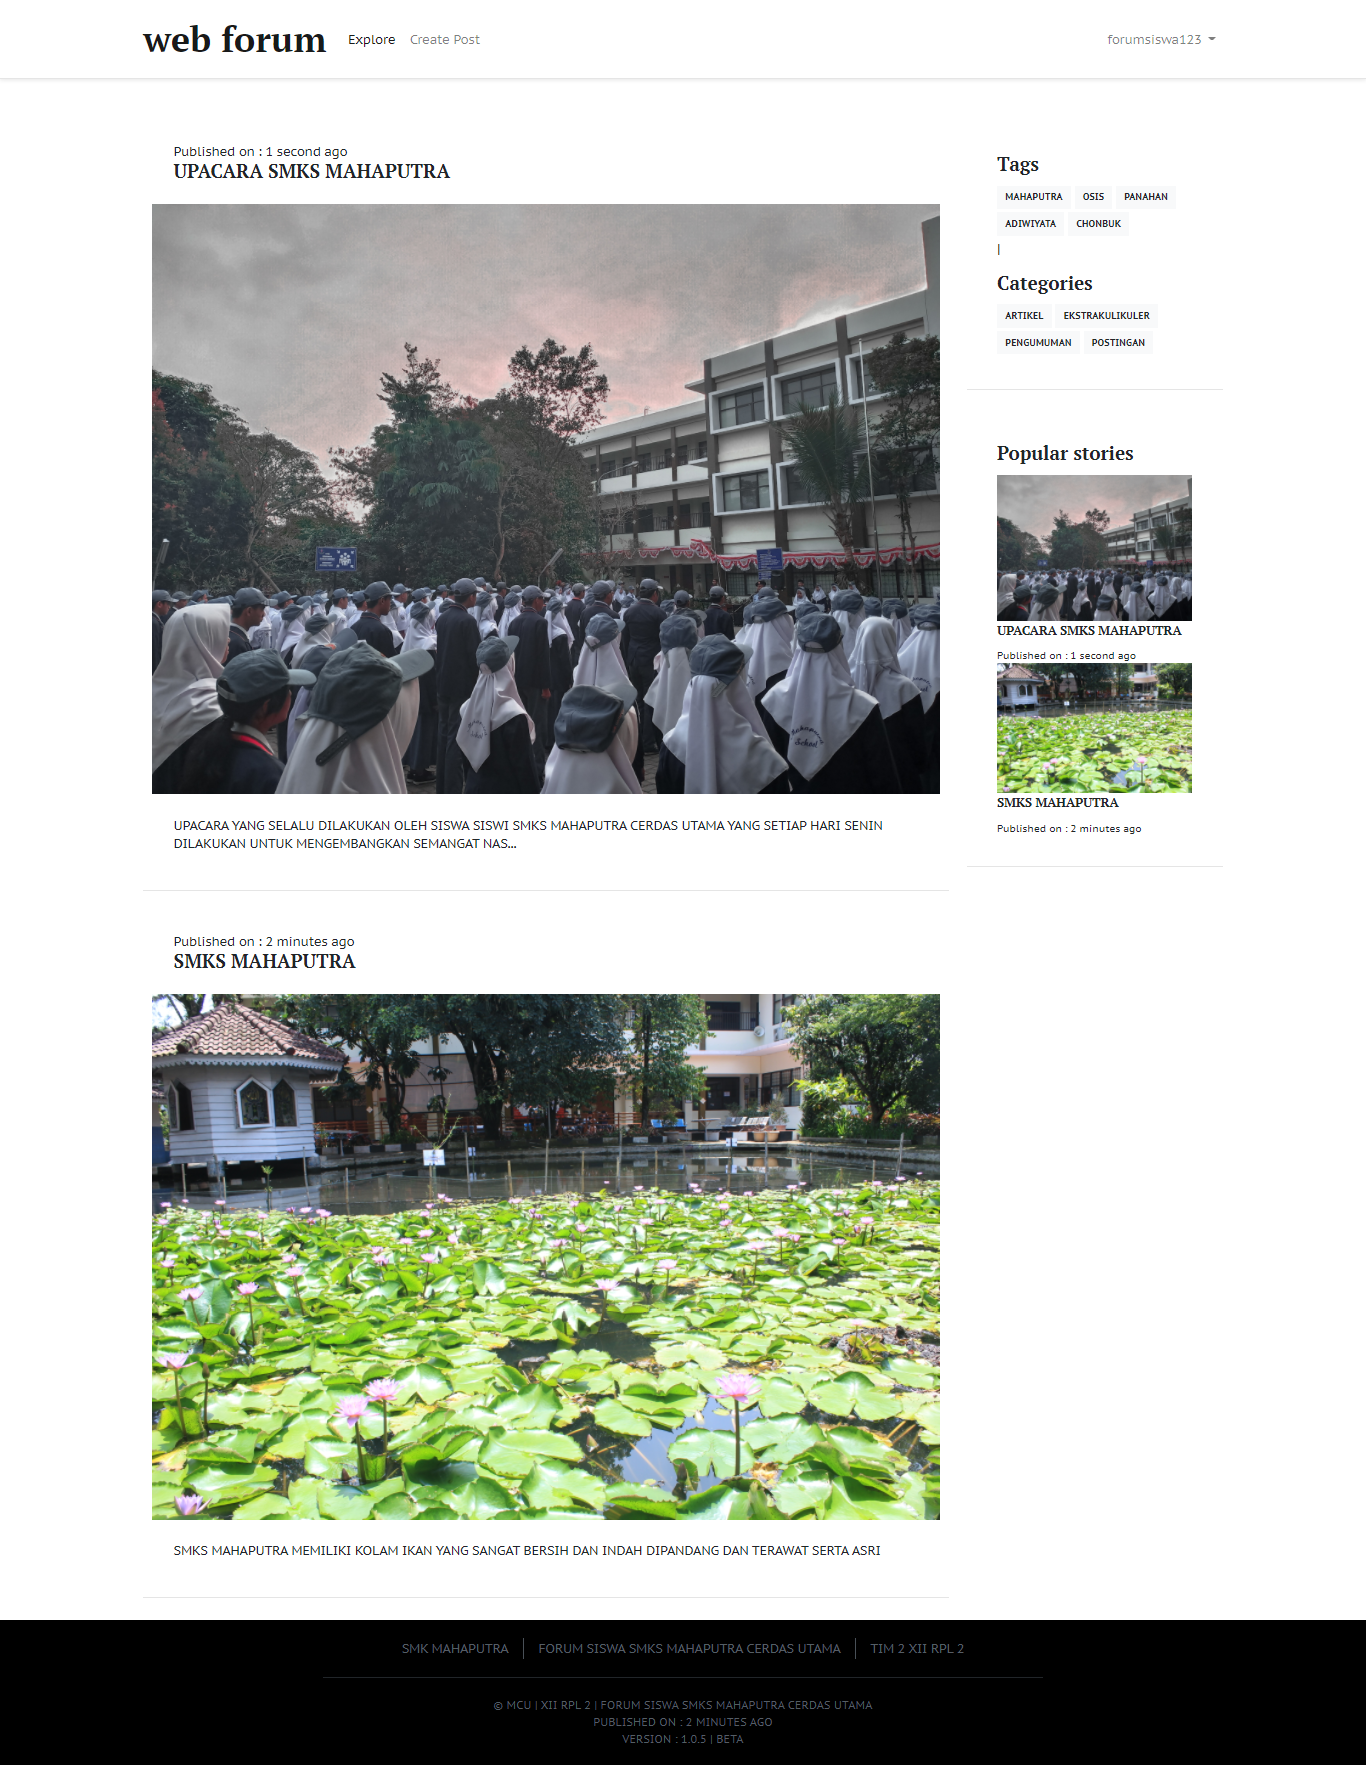 web forum
Explore
Create Post
forumsiswa123
Published on : 1 second ago
UPACARA SMKS MAHAPUTRA
UPACARA YANG SELALU DILAKUKAN OLEH SISWA SISWI SMKS MAHAPUTRA CERDAS UTAMA YANG SETIAP HARI SENIN
DILAKUKAN UNTUK MENGEMBANGKAN SEMANGAT NAS...
Published on : 2 minutes ago
SMKS MAHAPUTRA
SMKS MAHAPUTRA MEMILIKI KOLAM IKAN YANG SANGAT BERSIH DAN INDAH DIPANDANG DAN TERAWAT SERTA ASRI
Tags
MAHAPUTRA OSIS PANAHAN
ADIWIYATA CHONBUK
|
Categories
ARTIKEL EKSTRAKULIKULER
PENGUMUMAN POSTINGAN
Popular stories
UPACARA SMKS MAHAPUTRA
Published on : 1 second ago
SMKS MAHAPUTRA
Published on : 2 minutes ago
SMK MAHAPUTRA
FORUM SISWA SMKS MAHAPUTRA CERDAS UTAMA
TIM 2 XII RPL 2
© MCU | XII RPL 2 | FORUM SISWA SMKS MAHAPUTRA CERDAS UTAMA
PUBLISHED ON : 2 MINUTES AGO
VERSION : 1.0.5 | BETA